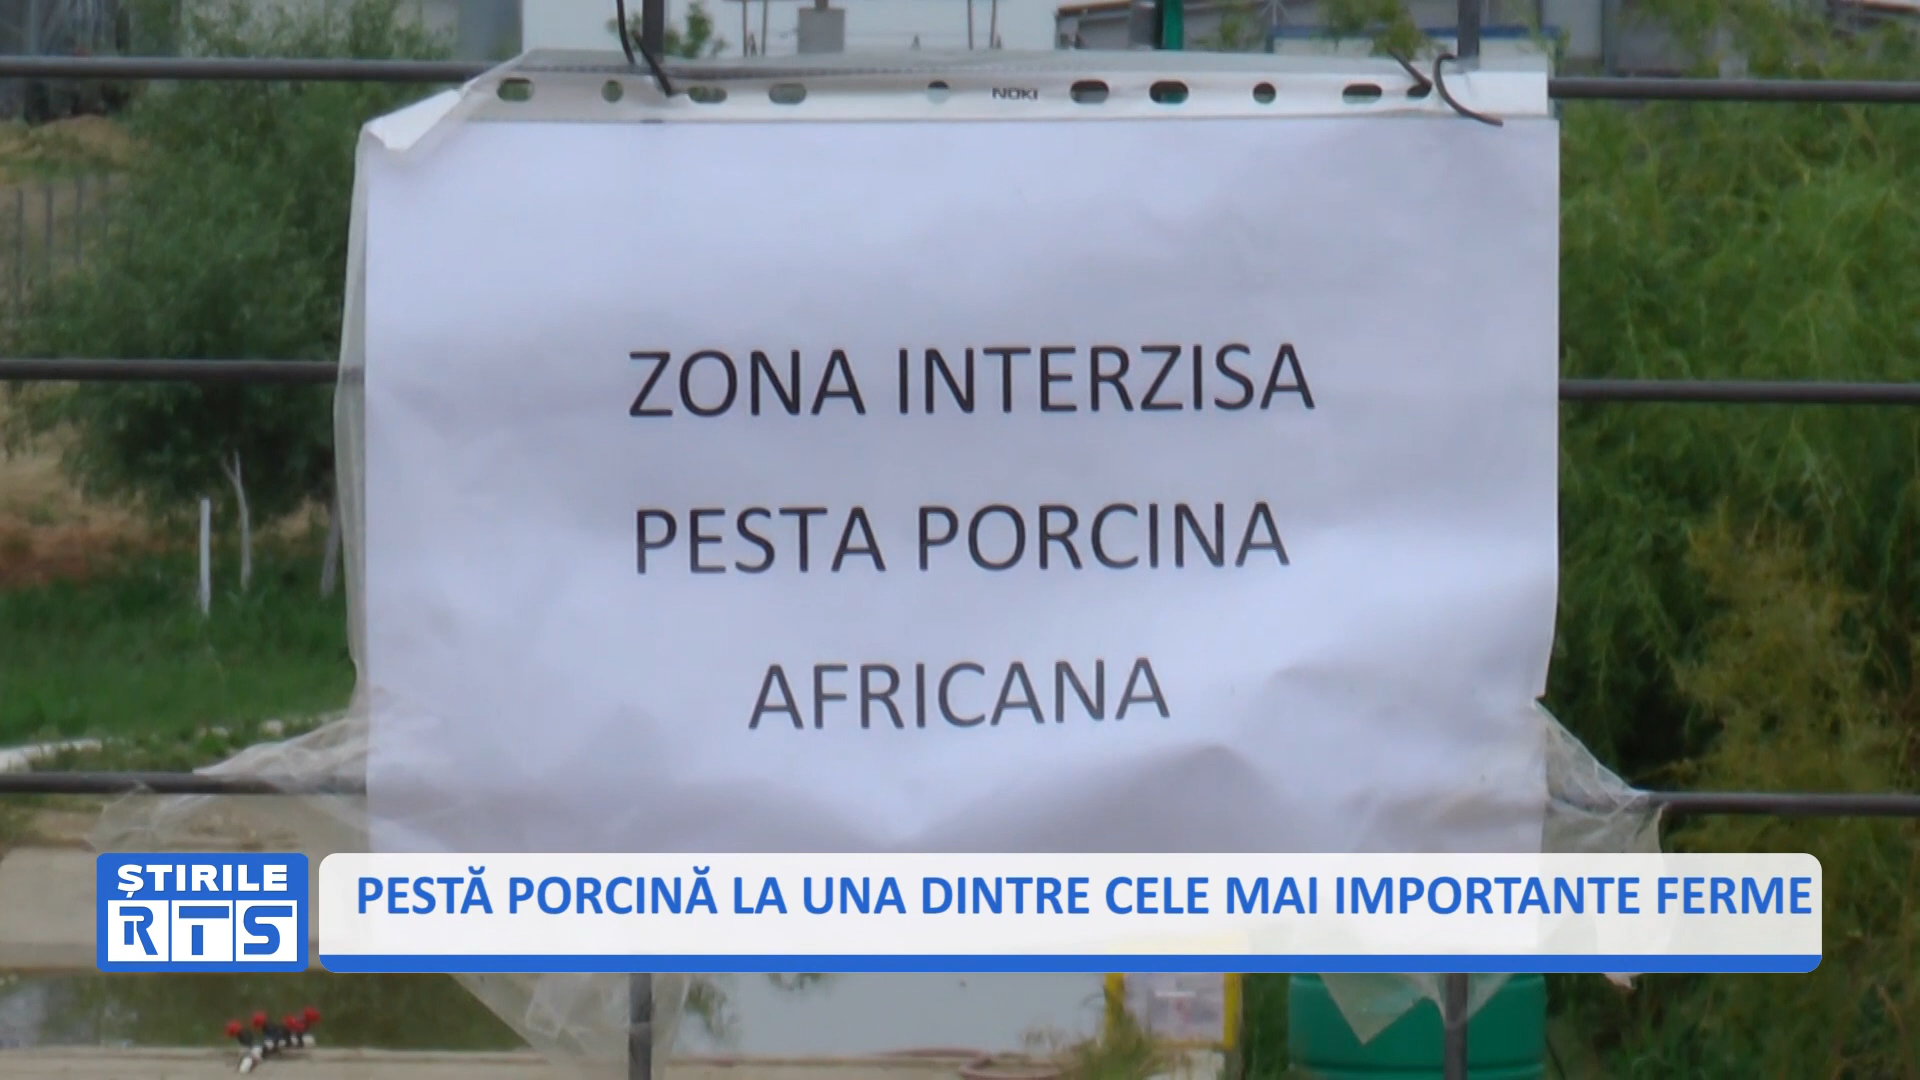 NOKI
ZONA INTERZISA
PESTA PORCINA
AFRICANA
ȘTIRILE
RTS
PESTĂ PORCINĂ LA UNA DINTRE CELE MAI IMPORTANTE FERME